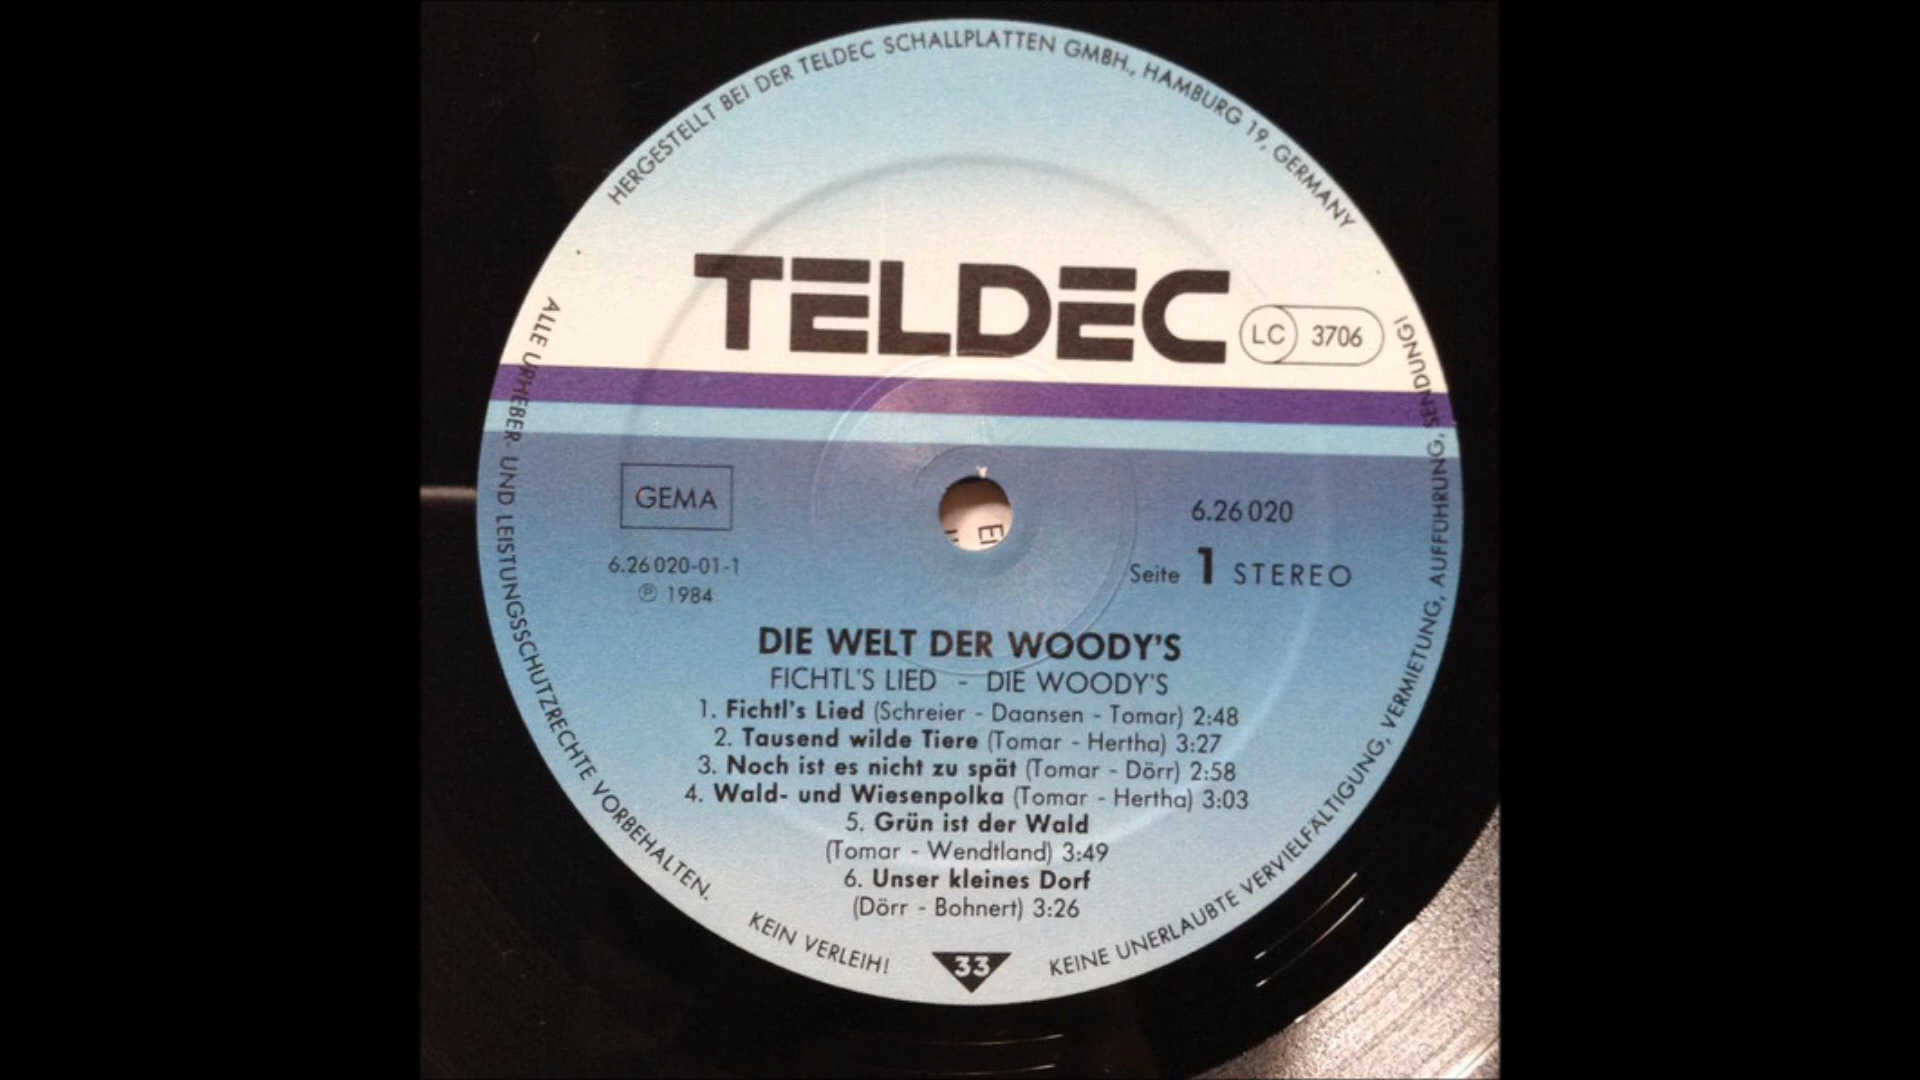 HERGESTELLT BEI DER TELDEC SCHALLPLATTEN GMBH., HAMBURG 19, GERMANY
TELDEC
LC 3706
GEMA
6.26020-01-1
℗ 1984
6.26020
Seite 1 STEREO
DIE WELT DER WOODY'S
FICHTL'S LIED - DIE WOODY'S
1. Fichtl's Lied (Schreier - Daansen - Tomar) 2:48
2. Tausend wilde Tiere (Tomar - Hertha) 3:27
3. Noch ist es nicht zu spät (Tomar - Dörr) 2:58
4. Wald- und Wiesenpolka (Tomar - Hertha) 3:03
5. Grün ist der Wald
(Tomar - Wendtland) 3:49
6. Unser kleines Dorf
(Dörr - Bohnert) 3:26
33
ALLE URHEBER- UND LEISTUNGSSCHUTZRECHTE VORBEHALTEN.
KEIN VERLEIH!
KEINE UNERLAUBTE VERVIELFÄLTIGUNG, VERMIETUNG, AUFFÜHRUNG, SENDUNG!